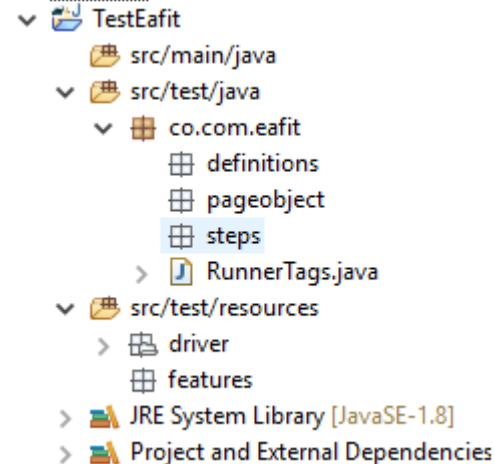 TestEafit
src/main/java
src/test/java
co.com.eafit
definitions
pageobject
steps
RunnerTags.java
src/test/resources
driver
features
JRE System Library [JavaSE-1.8]
Project and External Dependencies